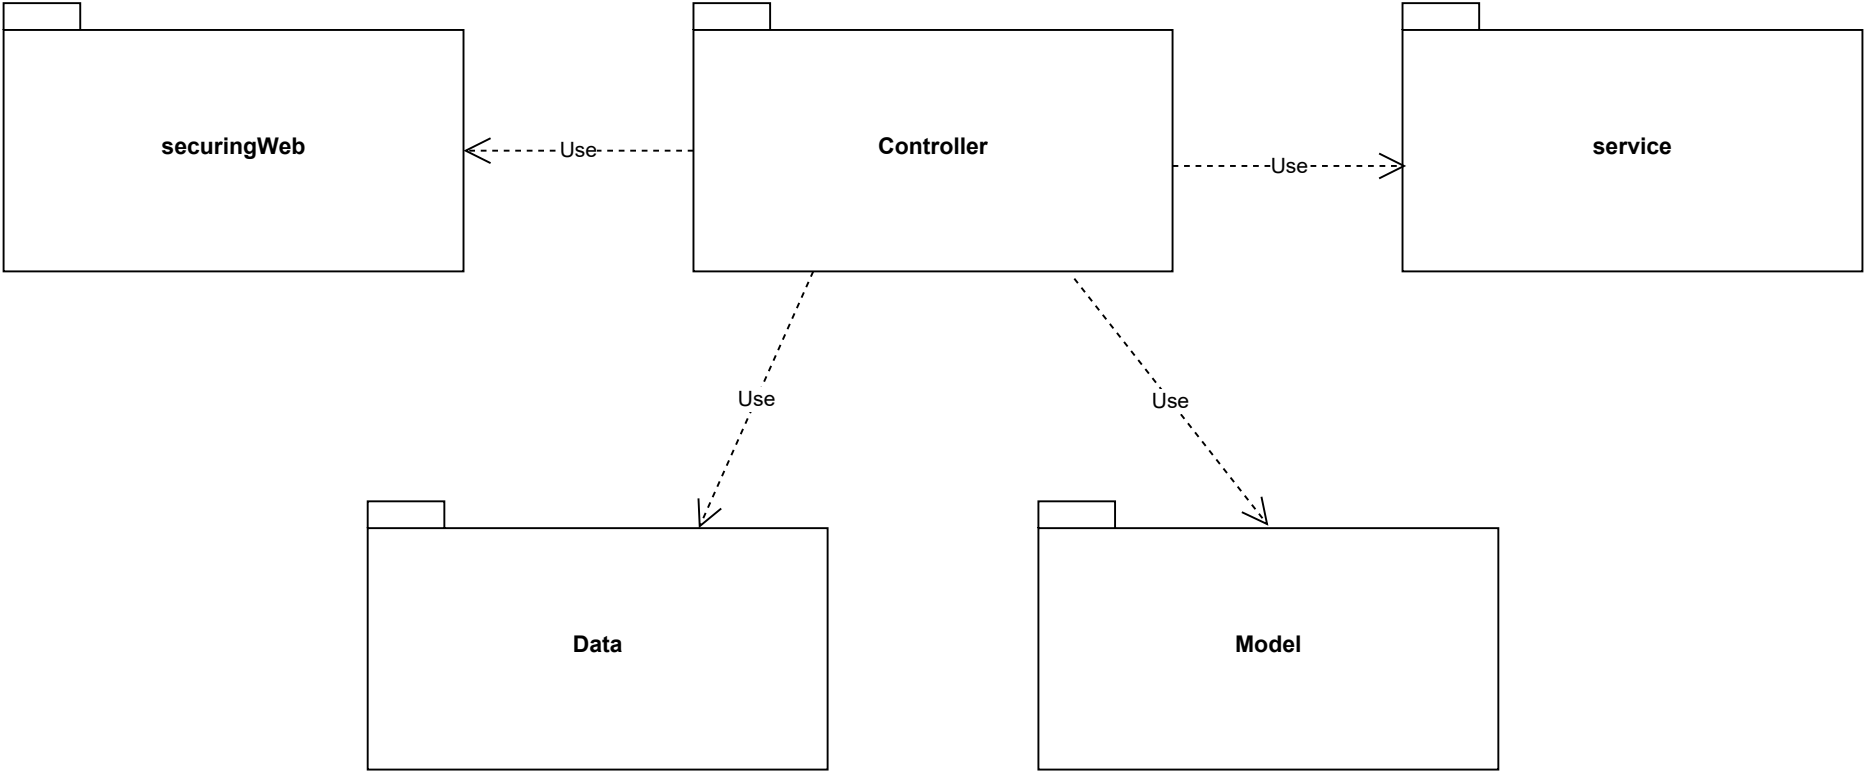 securingWeb
Use
Controller
Use
service
Use
Use
Data
Model